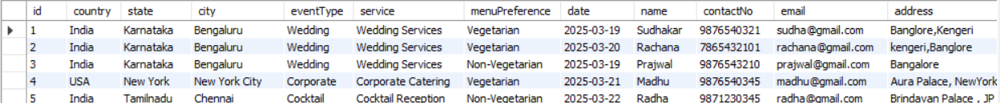 id country state city eventType service menuPreference date name contactNo email address
1 India Karnataka Bengaluru Wedding Wedding Services Vegetarian 2025-03-19 Sudhakar 9876540321 sudha@gmail.com Banglore,Kengeri
2 India Karnataka Bengaluru Wedding Wedding Services Vegetarian 2025-03-20 Rachana 7865432101 rachana@gmail.com kengeri,Banglore
3 India Karnataka Bengaluru Wedding Wedding Services Non-Vegetarian 2025-03-19 Prajwal 9876543210 prajwal@gmail.com Bangalore
4 USA New York New York City Corporate Corporate Catering Vegetarian 2025-03-21 Madhu 9876540345 madhu@gmail.com Aura Palace, NewYork
5 India Tamilnadu Chennai Cocktail Cocktail Reception Non-Vegetarian 2025-03-22 Radha 9871230345 radha@gmail.com Brindavan Palace , JP